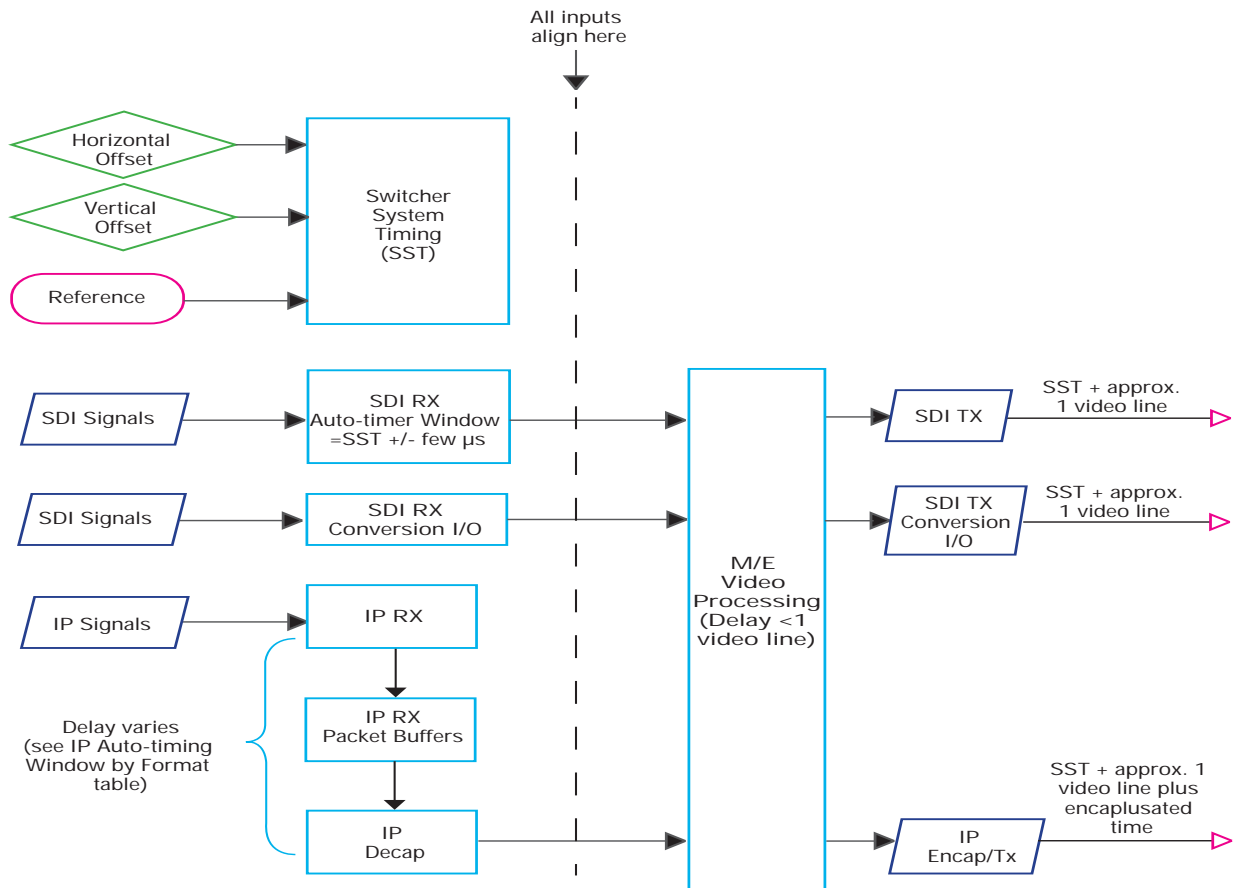 All inputs
align here
Horizontal
Offset
Vertical
Offset
Reference
Switcher
System
Timing
(SST)
SDI Signals
SDI RX
Auto-timer Window
=SST +/- few µs
SDI Signals
SDI RX
Conversion I/O
IP Signals
IP RX
IP RX
Packet Buffers
IP
Decap
Delay varies
(see IP Auto-timing
Window by Format
table)
M/E
Video
Processing
(Delay <1
video line)
SDI TX
SST + approx.
1 video line
SDI TX
Conversion
I/O
SST + approx.
1 video line
IP
Encap/Tx
SST + approx. 1
video line plus
encaplusated
time